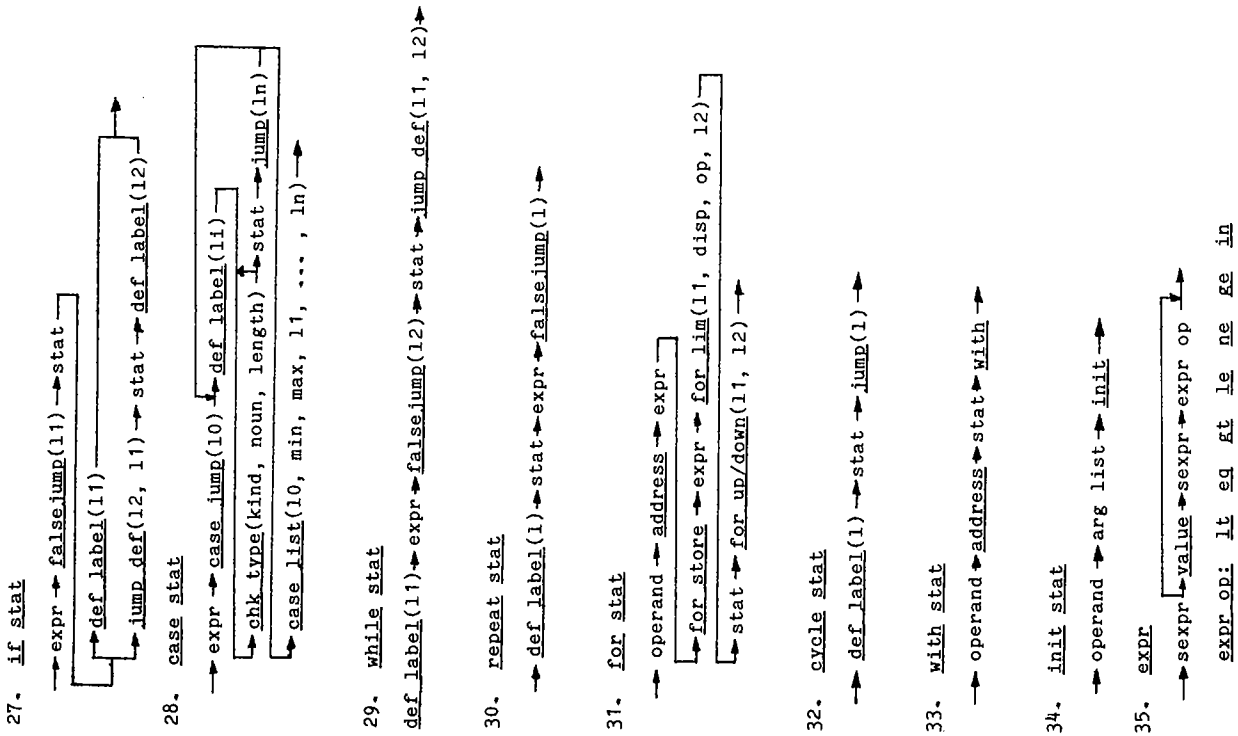 27. if stat
expr falsejump(l1) stat
def label(l1)
jump def(l2, l1) stat def label(l2)
28. case stat
expr case jump(l0) def label(li)
chk type(kind, noun, length) stat jump(ln)
case list(l0, min, max, l1, ... , ln)
29. while stat
def label(l1) expr falsejump(l2) stat jump def(l1, l2)
30. repeat stat
def label(l) stat expr falsejump(l)
31. for stat
operand address expr
for store expr for lim(l1, disp, op, l2)
stat for up/down(l1, l2)
32. cycle stat
def label(l) stat jump(l)
33. with stat
operand address stat with
34. init stat
operand arg list init
35. expr
sexpr value sexpr expr op
expr op: lt eq gt le ne ge in